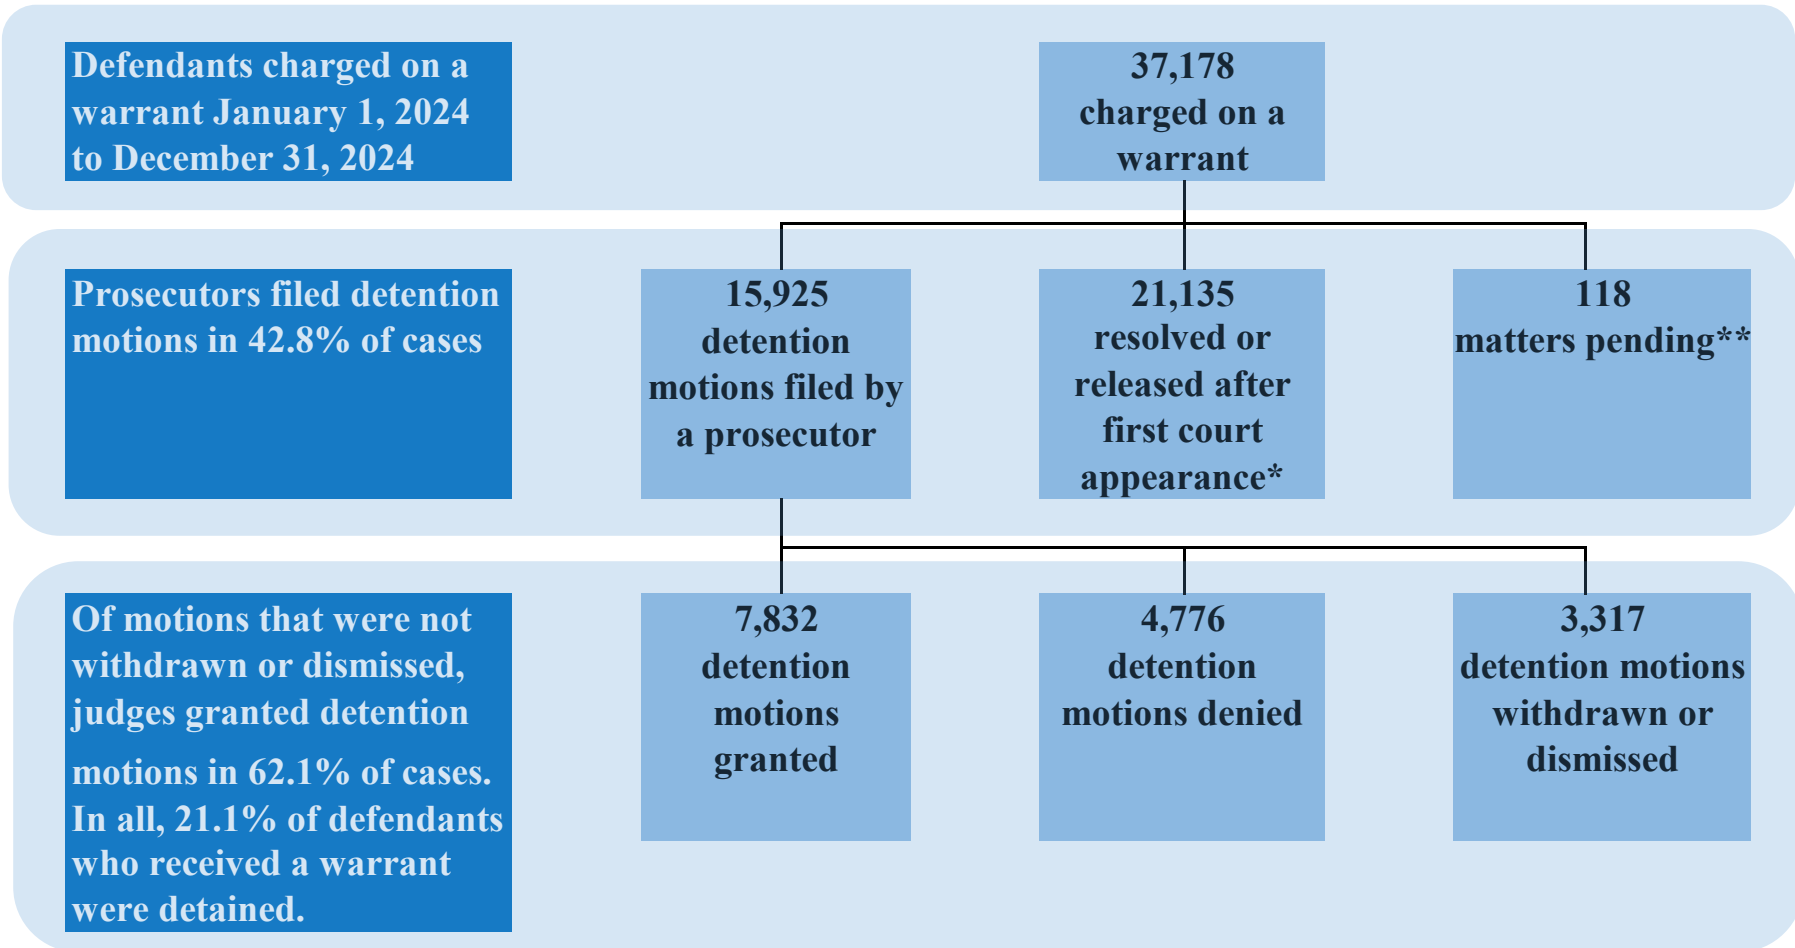 Defendants charged on a
warrant January 1, 2024
to December 31, 2024
37,178
charged on a
warrant
Prosecutors filed detention
motions in 42.8% of cases
15,925
detention
motions filed by
a prosecutor
21,135
resolved or
released after
first court
appearance*
118
matters pending**
Of motions that were not
withdrawn or dismissed,
judges granted detention
motions in 62.1% of cases.
In all, 21.1% of defendants
who received a warrant
were detained.
7,832
detention
motions
granted
4,776
detention
motions denied
3,317
detention motions
withdrawn or
dismissed